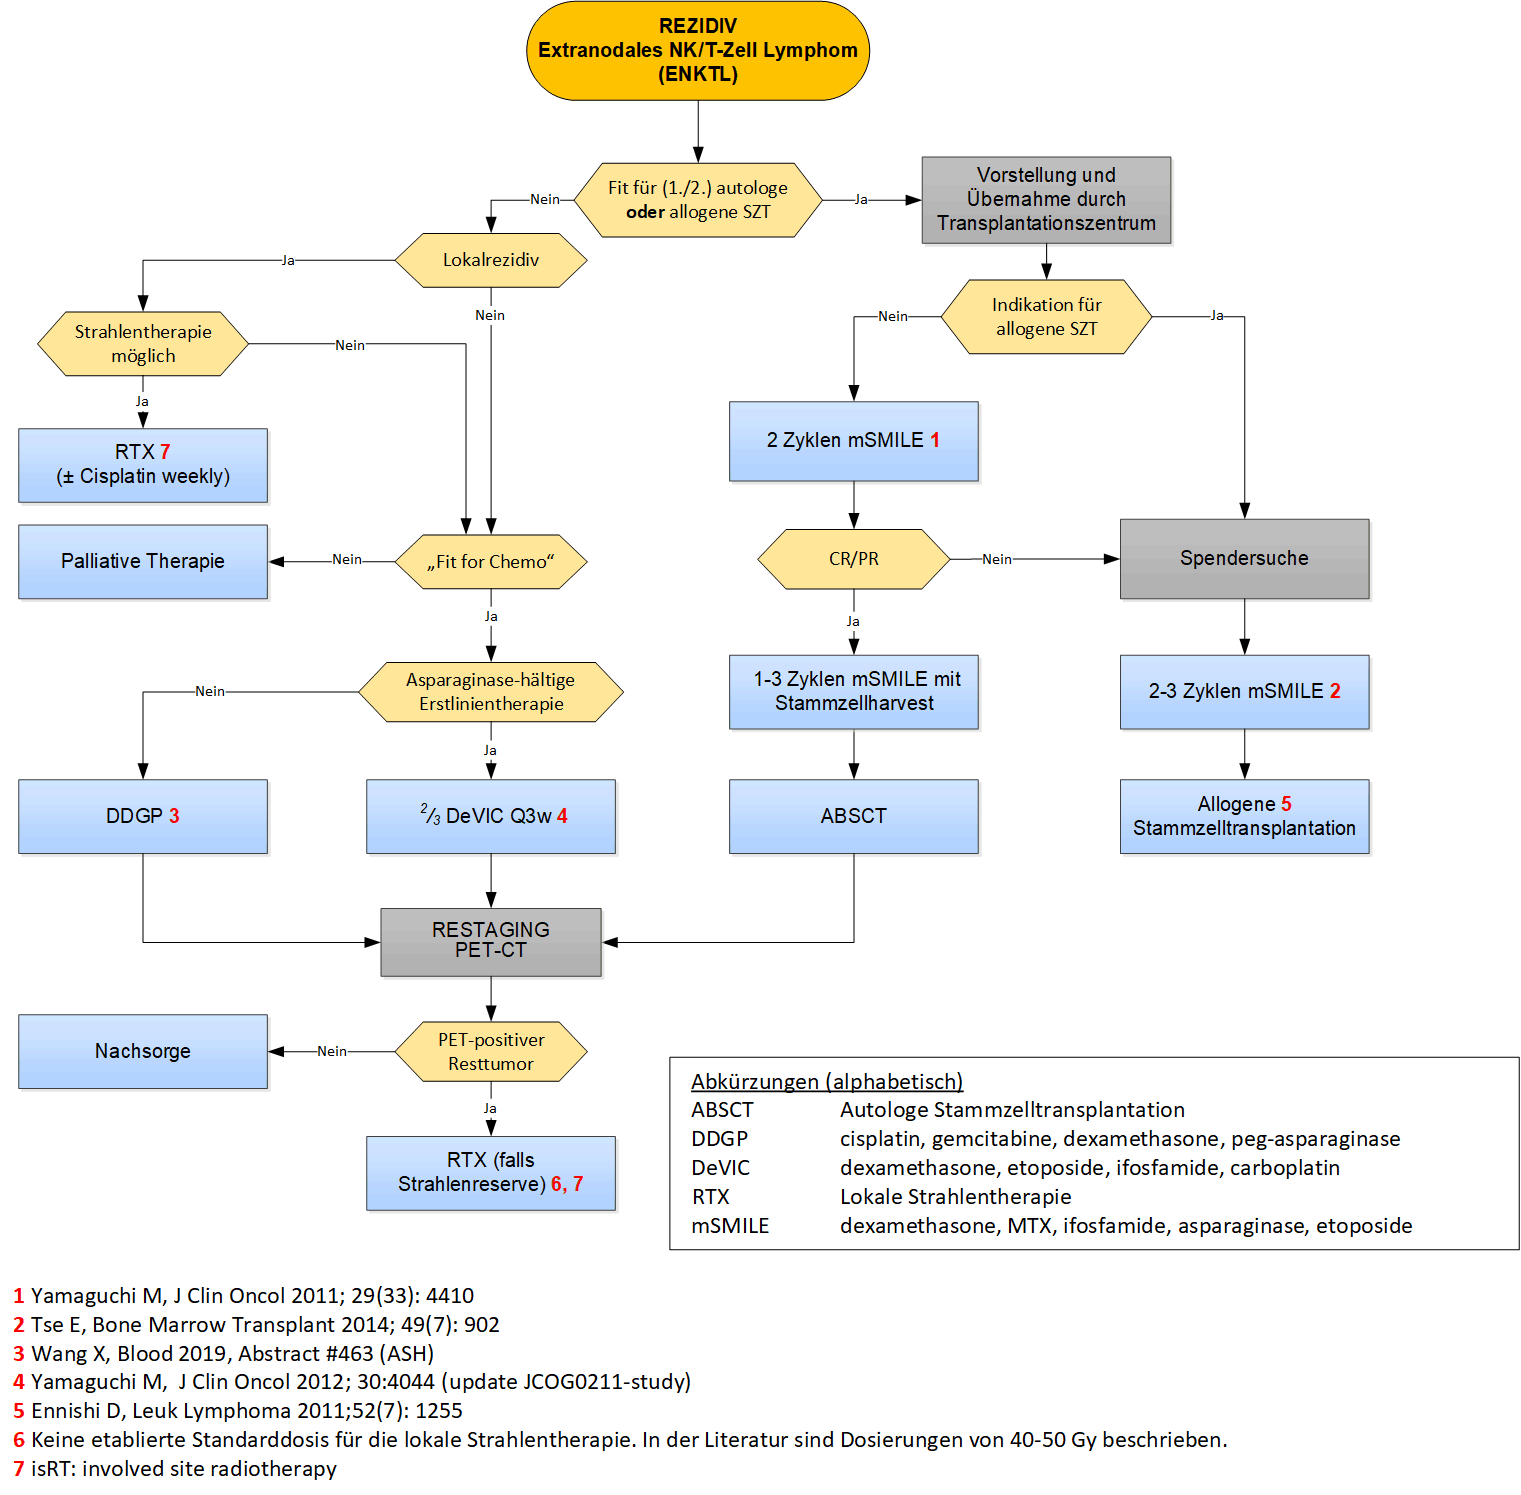 REZIDIV
Extranodales NK/T-Zell Lymphom
(ENKTL)
Fit für (1./2.) autologe
oder allogene SZT
Nein
Ja
Vorstellung und
Übernahme durch
Transplantationszentrum
Lokalrezidiv
Ja
Nein
Indikation für
allogene SZT
Nein
Ja
Strahlentherapie
möglich
Nein
Ja
RTX 7
(± Cisplatin weekly)
2 Zyklen mSMILE 1
Palliative Therapie
Nein
„Fit for Chemo“
Ja
CR/PR
Nein
Ja
Spendersuche
Asparaginase-hältige
Erstlinientherapie
Nein
Ja
1-3 Zyklen mSMILE mit
Stammzellharvest
2-3 Zyklen mSMILE 2
DDGP 3
2/3 DeVIC Q3w 4
ABSCT
Allogene 5
Stammzelltransplantation
RESTAGING
PET-CT
Nachsorge
Nein
PET-positiver
Resttumor
Ja
RTX (falls
Strahlenreserve) 6, 7
Abkürzungen (alphabetisch)
ABSCT Autologe Stammzelltransplantation
DDGP cisplatin, gemcitabine, dexamethasone, peg-asparaginase
DeVIC dexamethasone, etoposide, ifosfamide, carboplatin
RTX Lokale Strahlentherapie
mSMILE dexamethasone, MTX, ifosfamide, asparaginase, etoposide
1 Yamaguchi M, J Clin Oncol 2011; 29(33): 4410
2 Tse E, Bone Marrow Transplant 2014; 49(7): 902
3 Wang X, Blood 2019, Abstract #463 (ASH)
4 Yamaguchi M, J Clin Oncol 2012; 30:4044 (update JCOG0211-study)
5 Ennishi D, Leuk Lymphoma 2011;52(7): 1255
6 Keine etablierte Standarddosis für die lokale Strahlentherapie. In der Literatur sind Dosierungen von 40-50 Gy beschrieben.
7 isRT: involved site radiotherapy